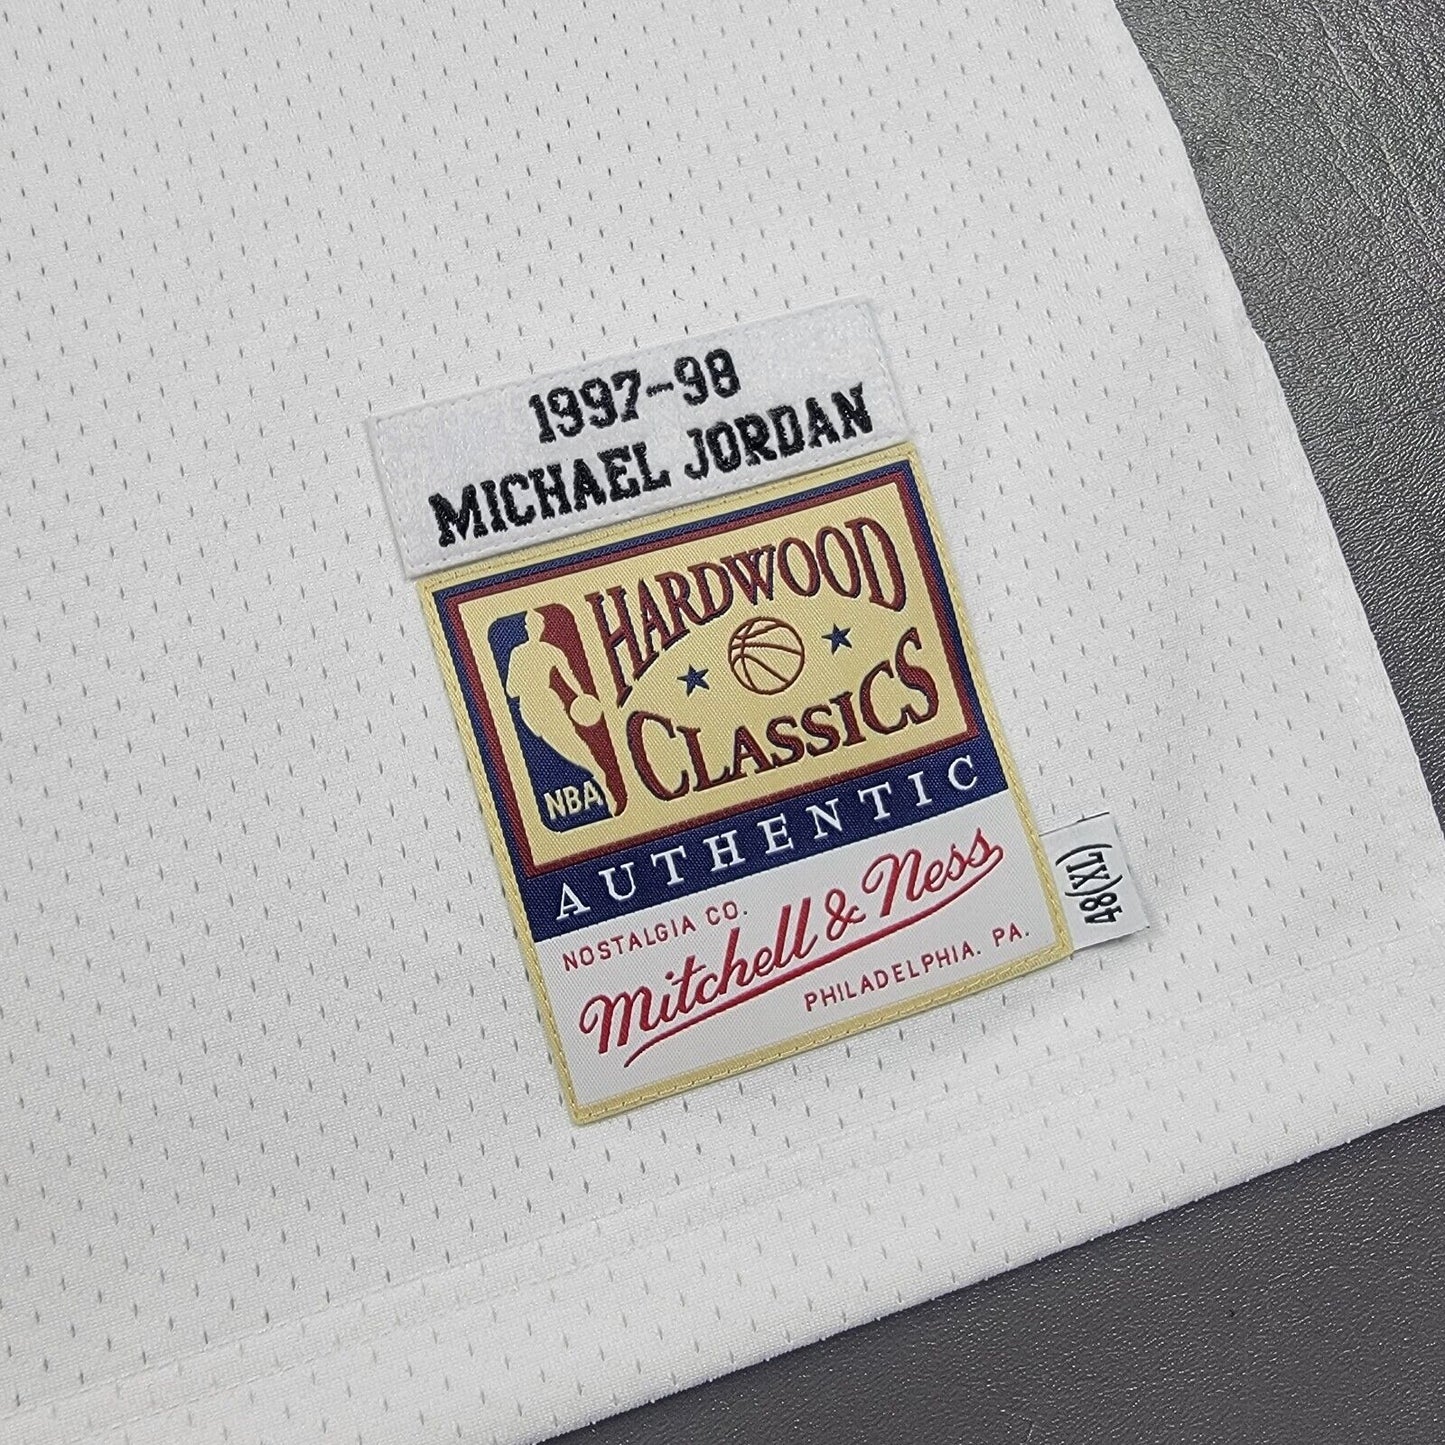 1997-98
MICHAEL JORDAN
HARDWOOD
CLASSICS
NBA
AUTHENTIC
NOSTALGIA CO.
Mitchell & Ness
PHILADELPHIA. PA.
48(XL)